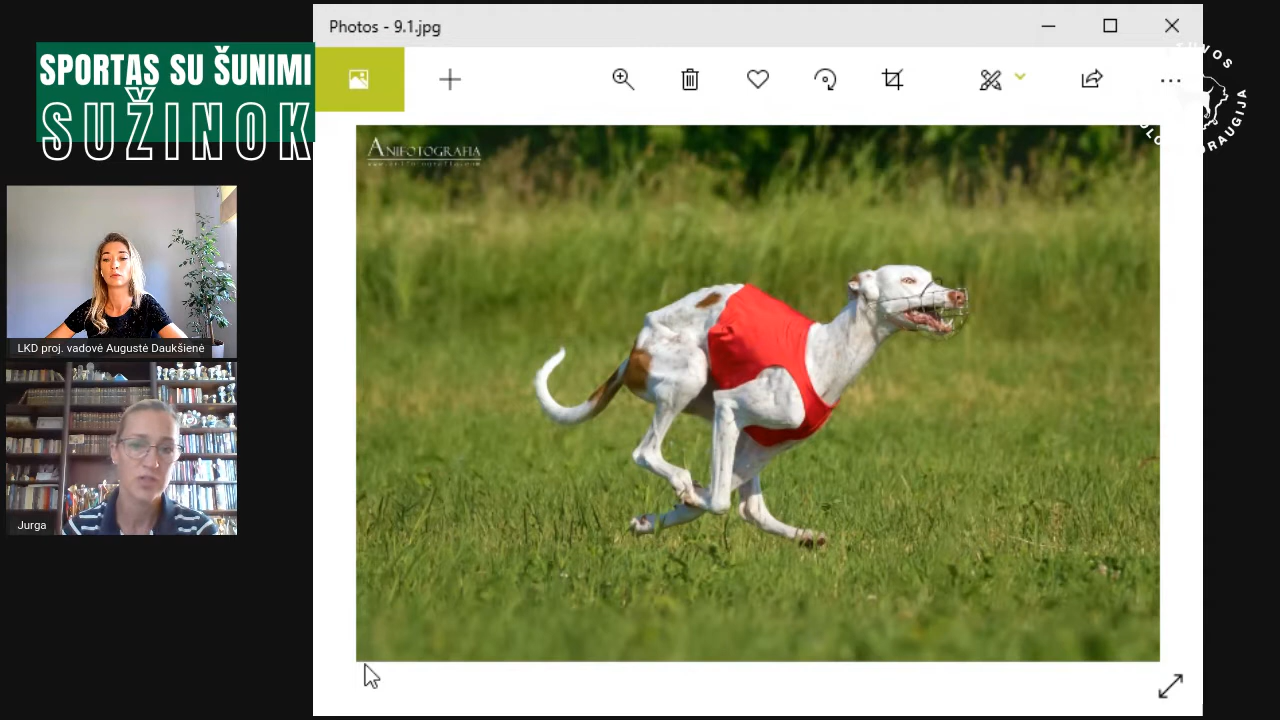 Photos - 9.1.jpg
SPORTAS SU ŠUNIMI
SUŽINOK
ANIFOTOGRAFIA
LKD proj. vadovė Augustė Daukšienė
Jurga